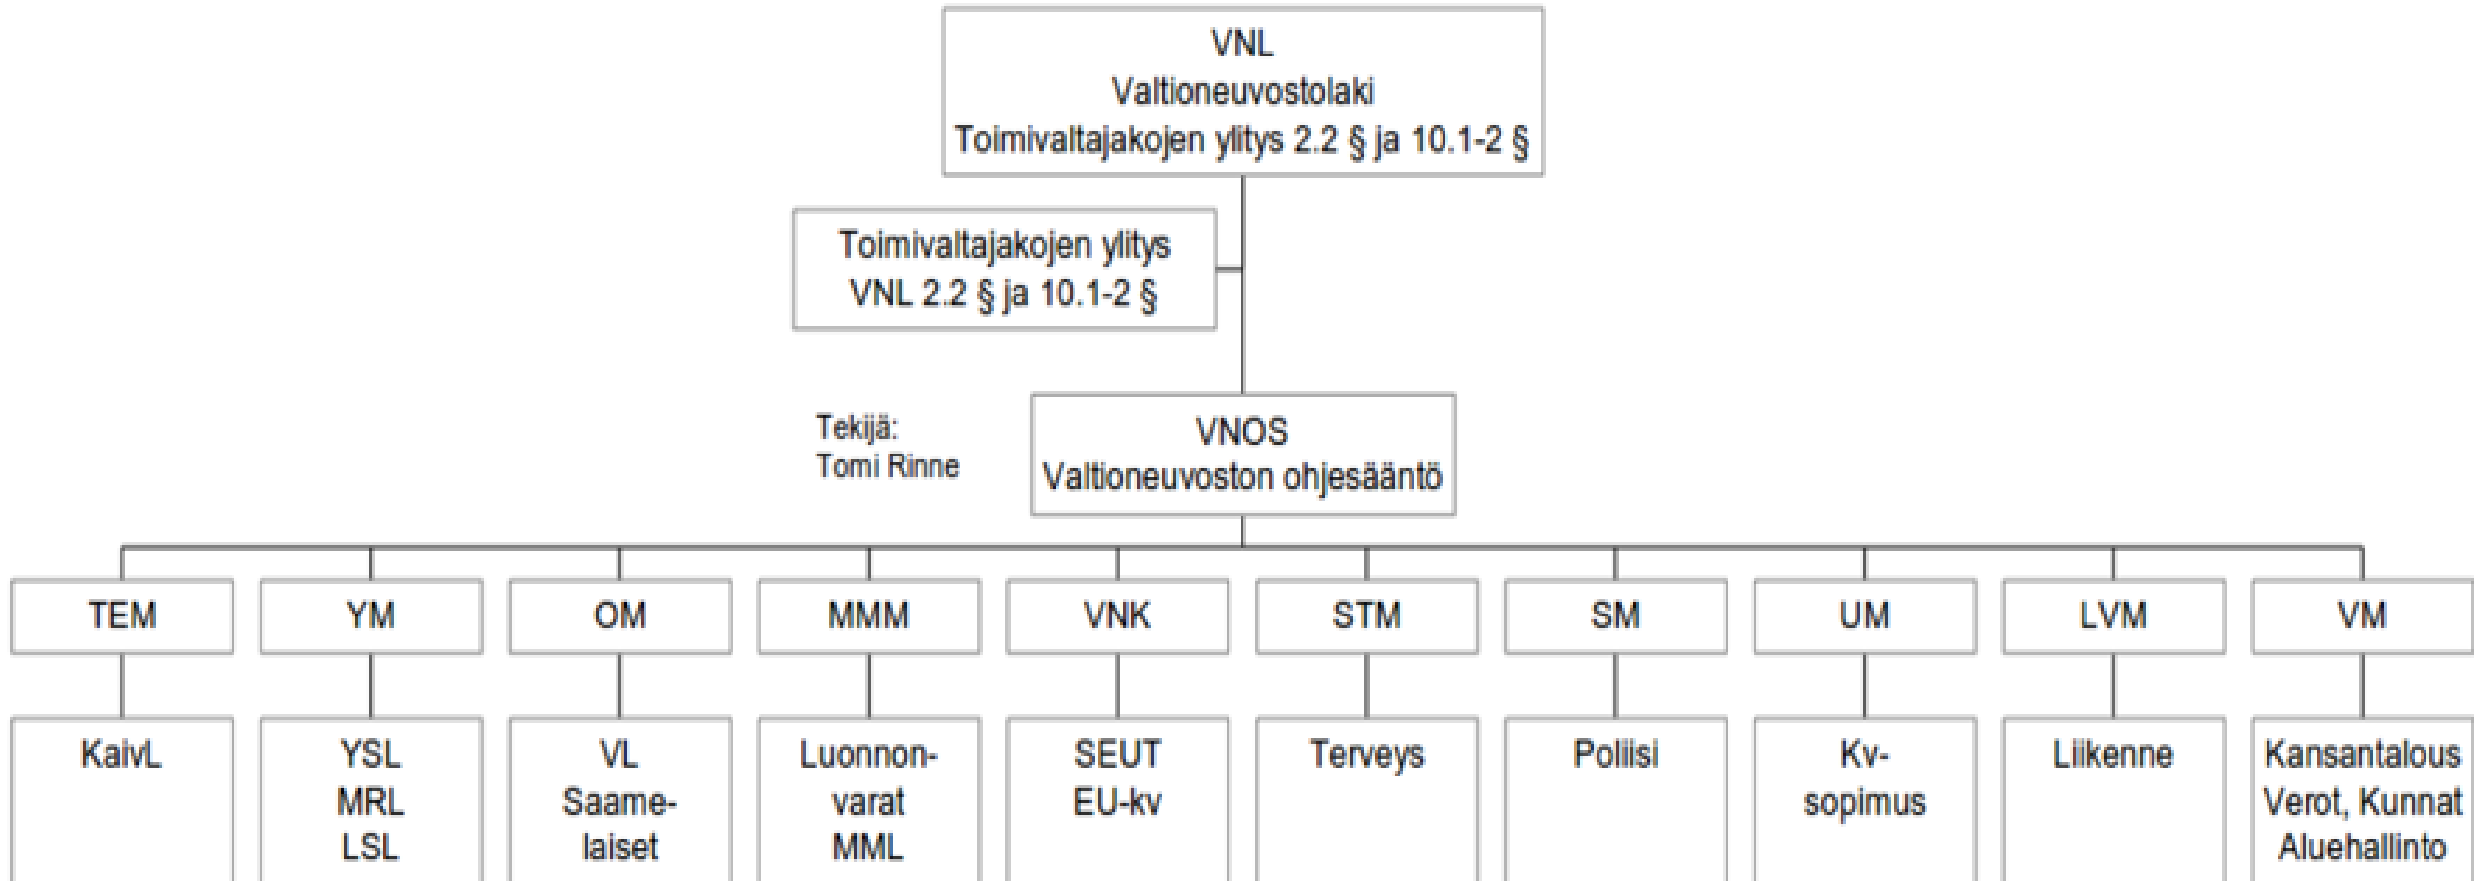 VNL
Valtioneuvostolaki
Toimivaltajakojen ylitys 2.2 § ja 10.1-2 §
Toimivaltajakojen ylitys
VNL 2.2 § ja 10.1-2 §
Tekijä:
Tomi Rinne
VNOS
Valtioneuvoston ohjesääntö
TEM
YM
OM
MMM
VNK
STM
SM
UM
LVM
VM
KaivL
YSL
MRL
LSL
VL
Saame-
laiset
Luonnon-
varat
MML
SEUT
EU-kv
Terveys
Poliisi
Kv-
sopimus
Liikenne
Kansantalous
Verot, Kunnat
Aluehallinto